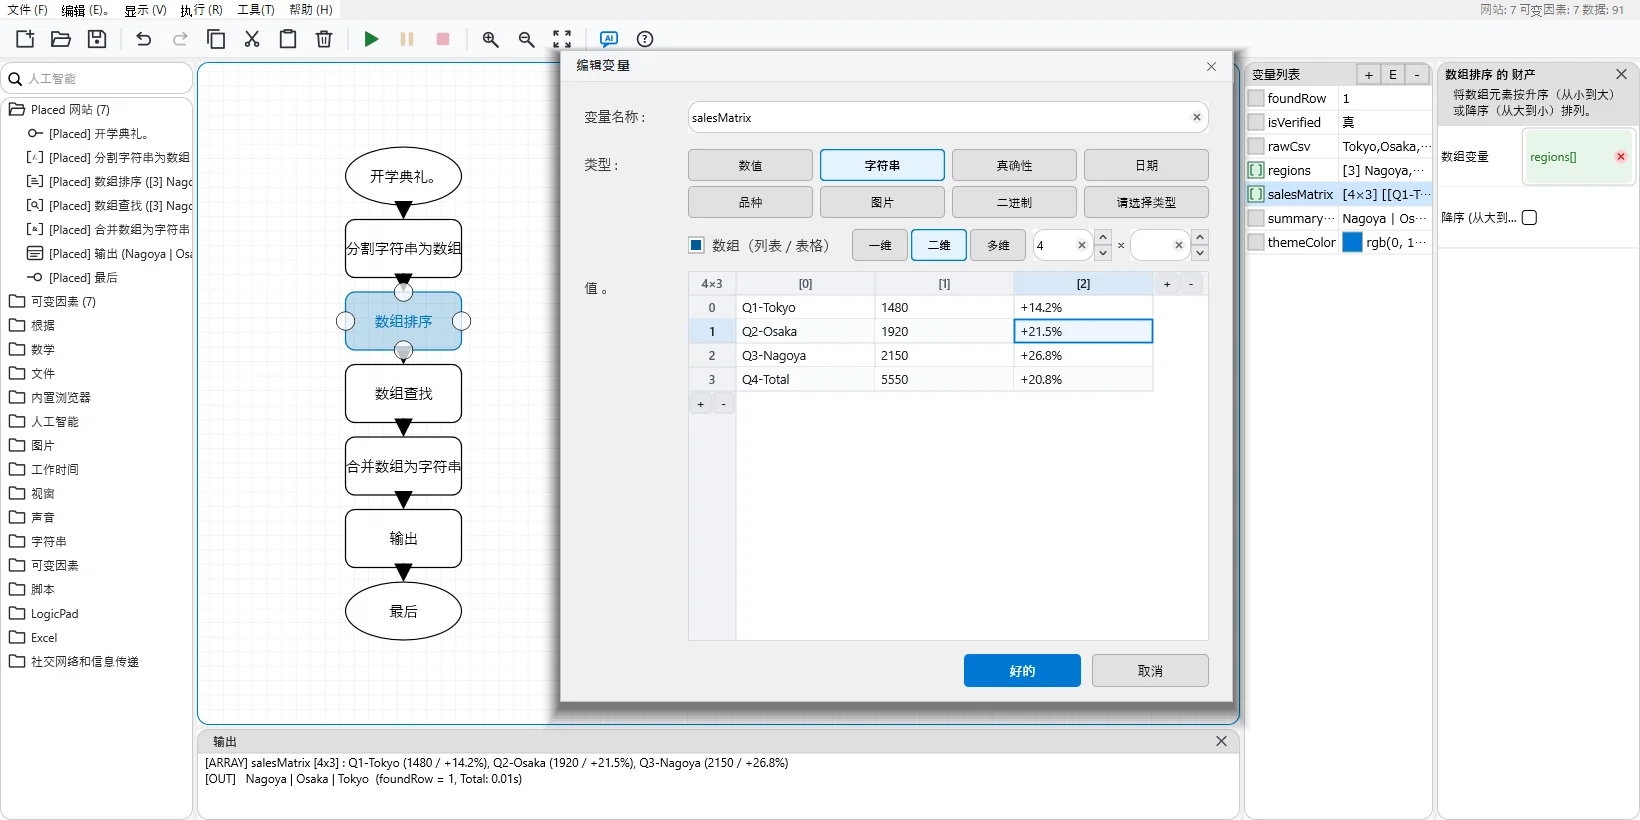 文件 (F) 编辑 (E)。 显示 (V) 执行 (R) 工具(T) 帮助 (H)
网站: 7 可变因素: 7 数据: 91
AI
人工智能
Placed 网站 (7)
[Placed] 开学典礼。
[Placed] 分割字符串为数组
[Placed] 数组排序 ([3] Nagc
[Placed] 数组查找 ([3] Nagc
[Placed] 合并数组为字符串
[Placed] 输出 (Nagoya | Osa
[Placed] 最后
可变因素 (7)
根据
数学
文件
内置浏览器
人工智能
图片
工作时间
视窗
声音
字符串
可变因素
脚本
LogicPad
Excel
社交网络和信息传递
开学典礼。
分割字符串为数组
数组排序
数组查找
合并数组为字符串
输出
最后
编辑变量
变量名称 :
salesMatrix
类型 :
数值 字符串 真确性 日期
品种 图片 二进制 请选择类型
数组（列表 / 表格） 一维 二维 多维 4 ×
值 。
4×3 [0] [1] [2] + -
0 Q1-Tokyo 1480 +14.2%
1 Q2-Osaka 1920 +21.5%
2 Q3-Nagoya 2150 +26.8%
3 Q4-Total 5550 +20.8%
+ -
好的 取消
变量列表 + E -
foundRow 1
isVerified 真
rawCsv Tokyo,Osaka,···
regions [3] Nagoya,···
salesMatrix [4×3] [[Q1-T···
summary··· Nagoya | Os···
themeColor rgb(0, 1···
数组排序 的 财产
将数组元素按升序（从小到大）
或降序（从大到小）排列。
数组变量 regions[]
降序 (从大到...
输出
[ARRAY] salesMatrix [4x3] : Q1-Tokyo (1480 / +14.2%), Q2-Osaka (1920 / +21.5%), Q3-Nagoya (2150 / +26.8%)
[OUT] Nagoya | Osaka | Tokyo (foundRow = 1, Total: 0.01s)